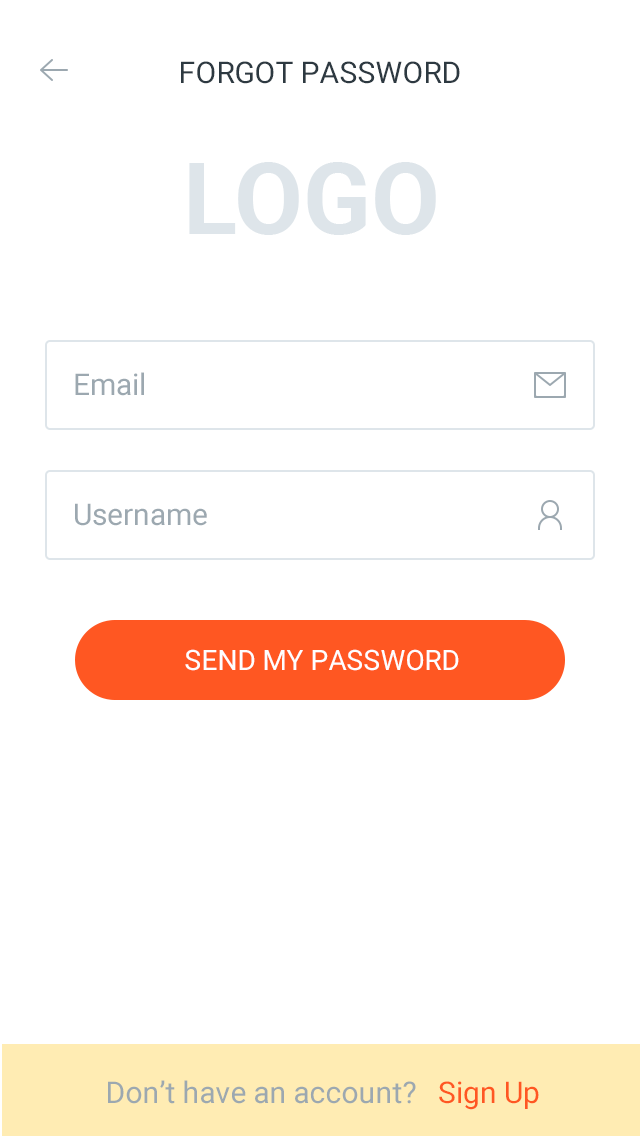 FORGOT PASSWORD
LOGO
Email
Username
SEND MY PASSWORD
Don’t have an account? Sign Up